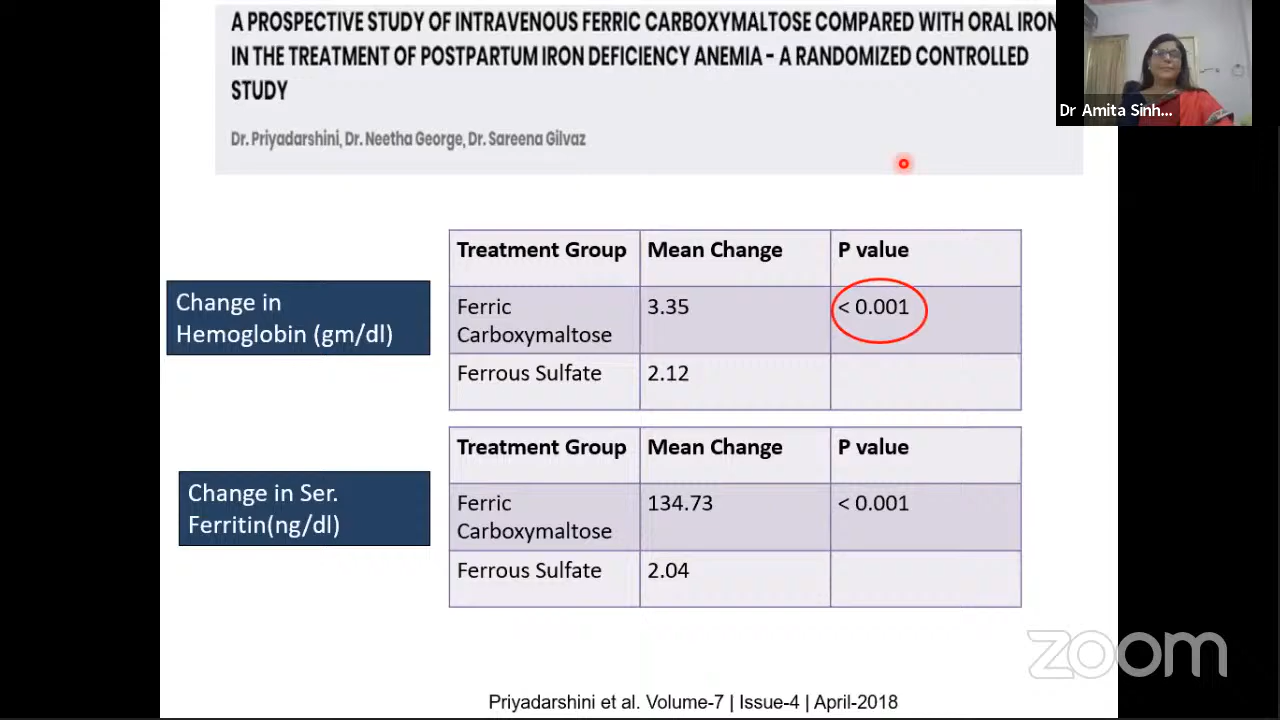 A PROSPECTIVE STUDY OF INTRAVENOUS FERRIC CARBOXYMALTOSE COMPARED WITH ORAL IRON
IN THE TREATMENT OF POSTPARTUM IRON DEFICIENCY ANEMIA – A RANDOMIZED CONTROLLED
STUDY
Dr. Priyadarshini, Dr. Neetha George, Dr. Sareena Gilvaz
Dr Amita Sinh...
Change in
Hemoglobin (gm/dl)
Treatment Group Mean Change P value
Ferric
Carboxymaltose 3.35 < 0.001
Ferrous Sulfate 2.12
Change in Ser.
Ferritin(ng/dl)
Treatment Group Mean Change P value
Ferric
Carboxymaltose 134.73 < 0.001
Ferrous Sulfate 2.04
zoom
Priyadarshini et al. Volume-7 | Issue-4 | April-2018